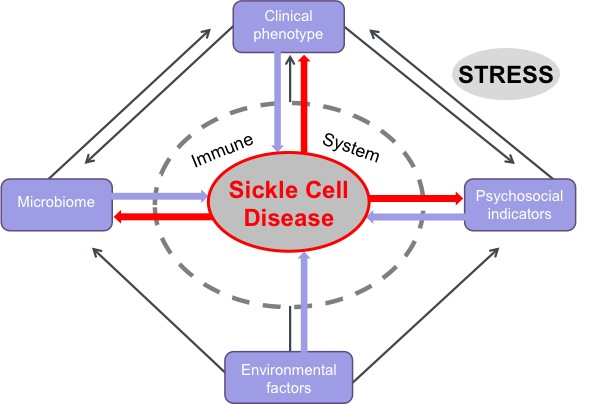 Clinical
phenotype
STRESS
Immune
System
Sickle Cell
Disease
Microbiome
Psychosocial
indicators
Environmental
factors